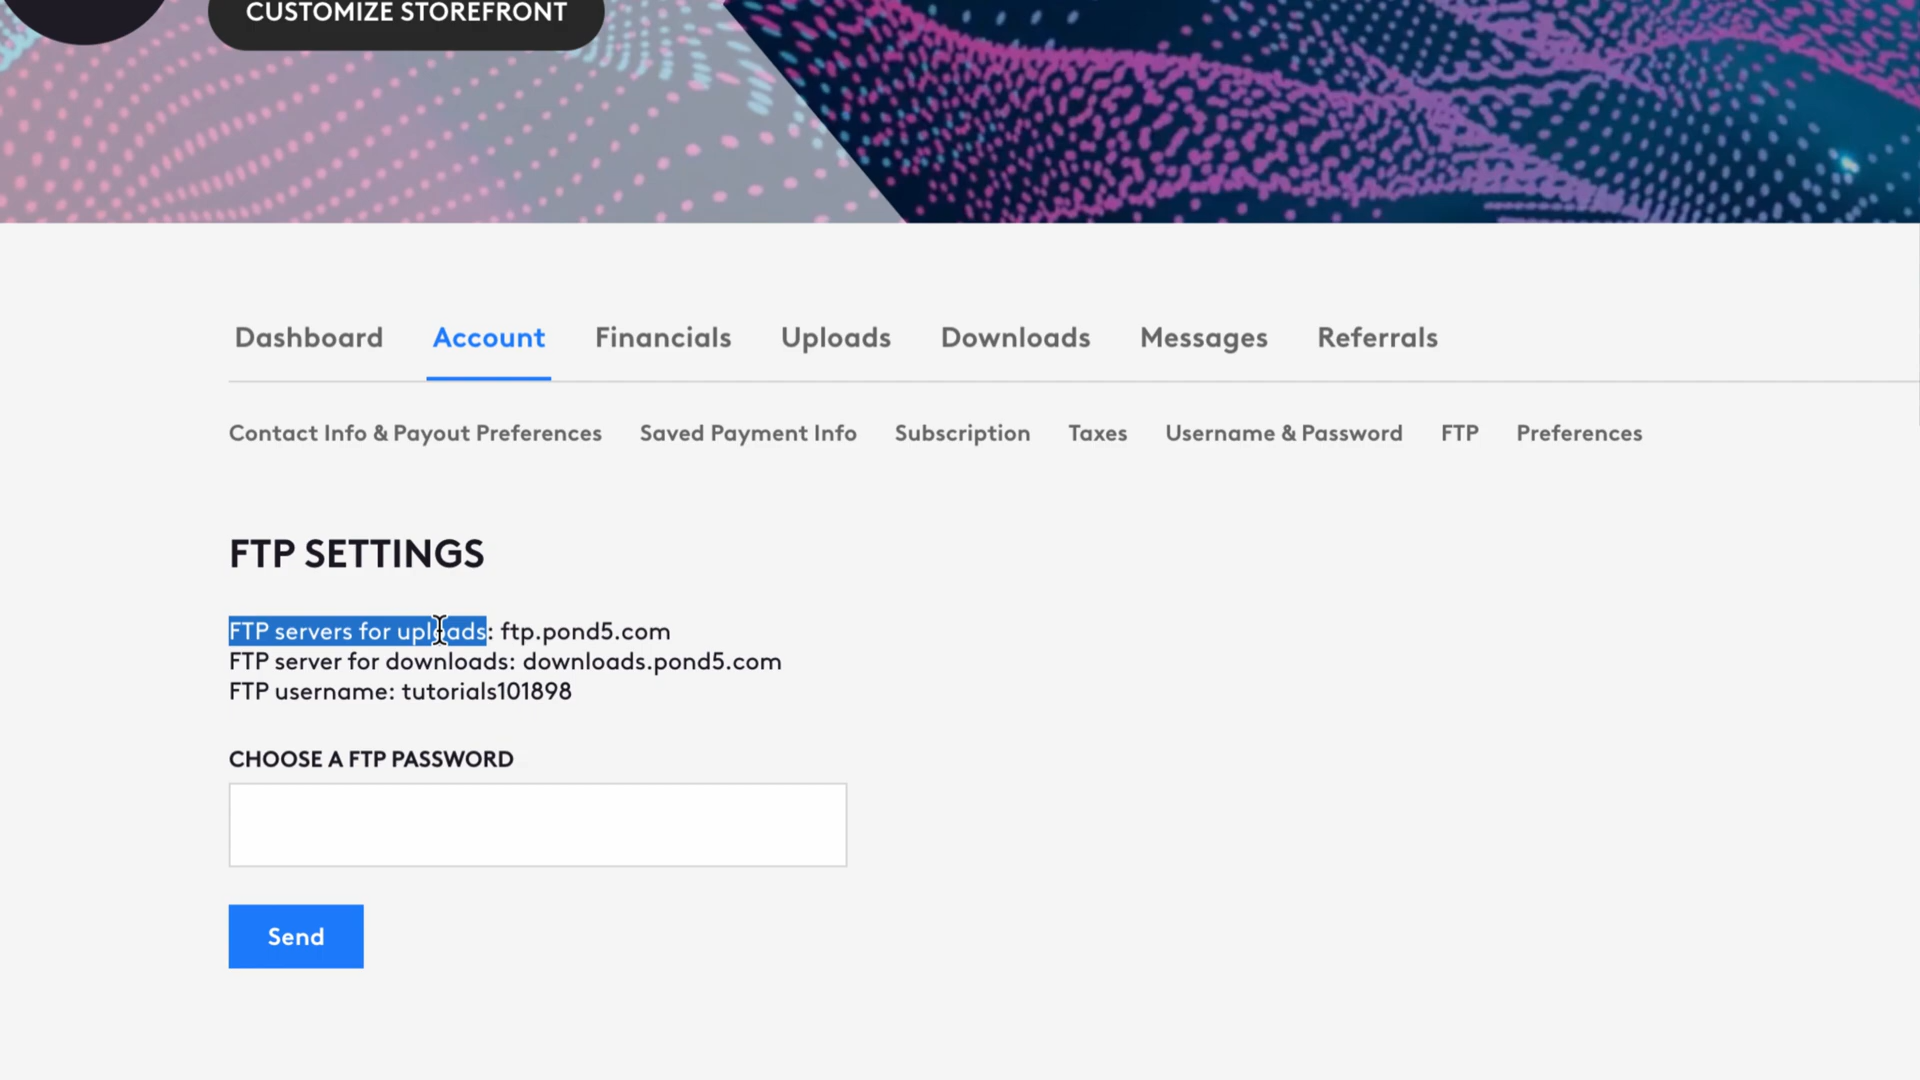 CUSTOMIZE STOREFRONT
Dashboard Account Financials Uploads Downloads Messages Referrals
Contact Info & Payout Preferences Saved Payment Info Subscription Taxes Username & Password FTP Preferences
FTP SETTINGS
FTP servers for uploads: ftp.pond5.com
FTP server for downloads: downloads.pond5.com
FTP username: tutorials101898
CHOOSE A FTP PASSWORD
Send